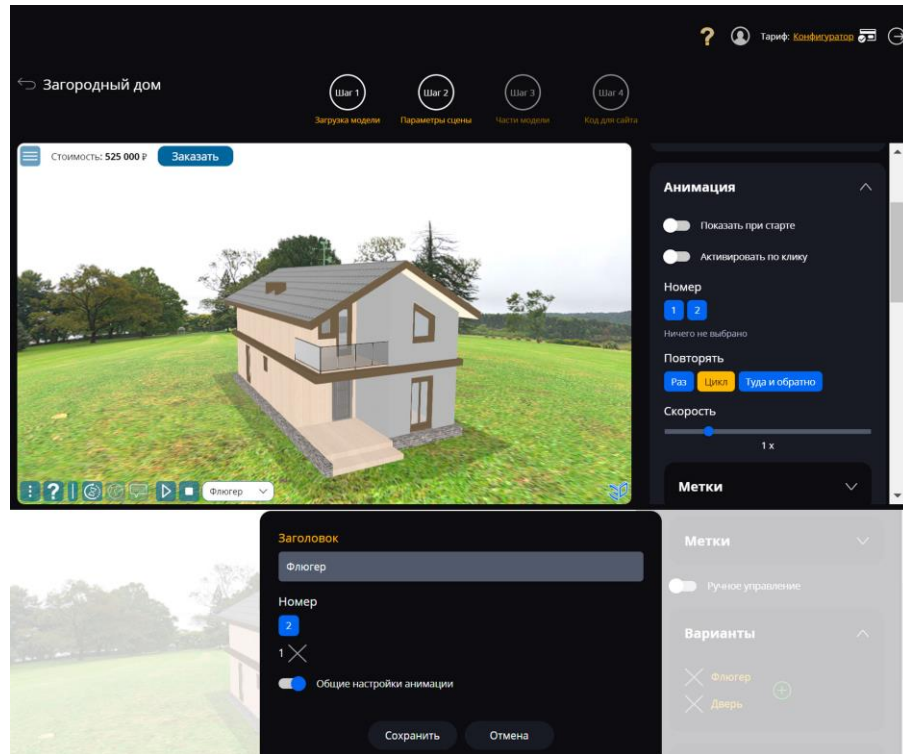 ? Тариф: Конфигуратор
Загородный дом
Шаг 1
Шаг 2
Шаг 3
Шаг 4
Загрузка модели
Параметры сцены
Части модели
Код для сайта
Стоимость: 525 000 ₽
Заказать
Анимация
Показать при старте
Активировать по клику
Номер
1 2
Ничего не выбрано
Повторять
Раз Цикл Туда и обратно
Скорость
1 x
Метки
? Флюгер
Заголовок
Флюгер
Номер
2
1
Общие настройки анимации
Сохранить Отмена
Метки
Ручное управление
Варианты
Флюгер
Дверь